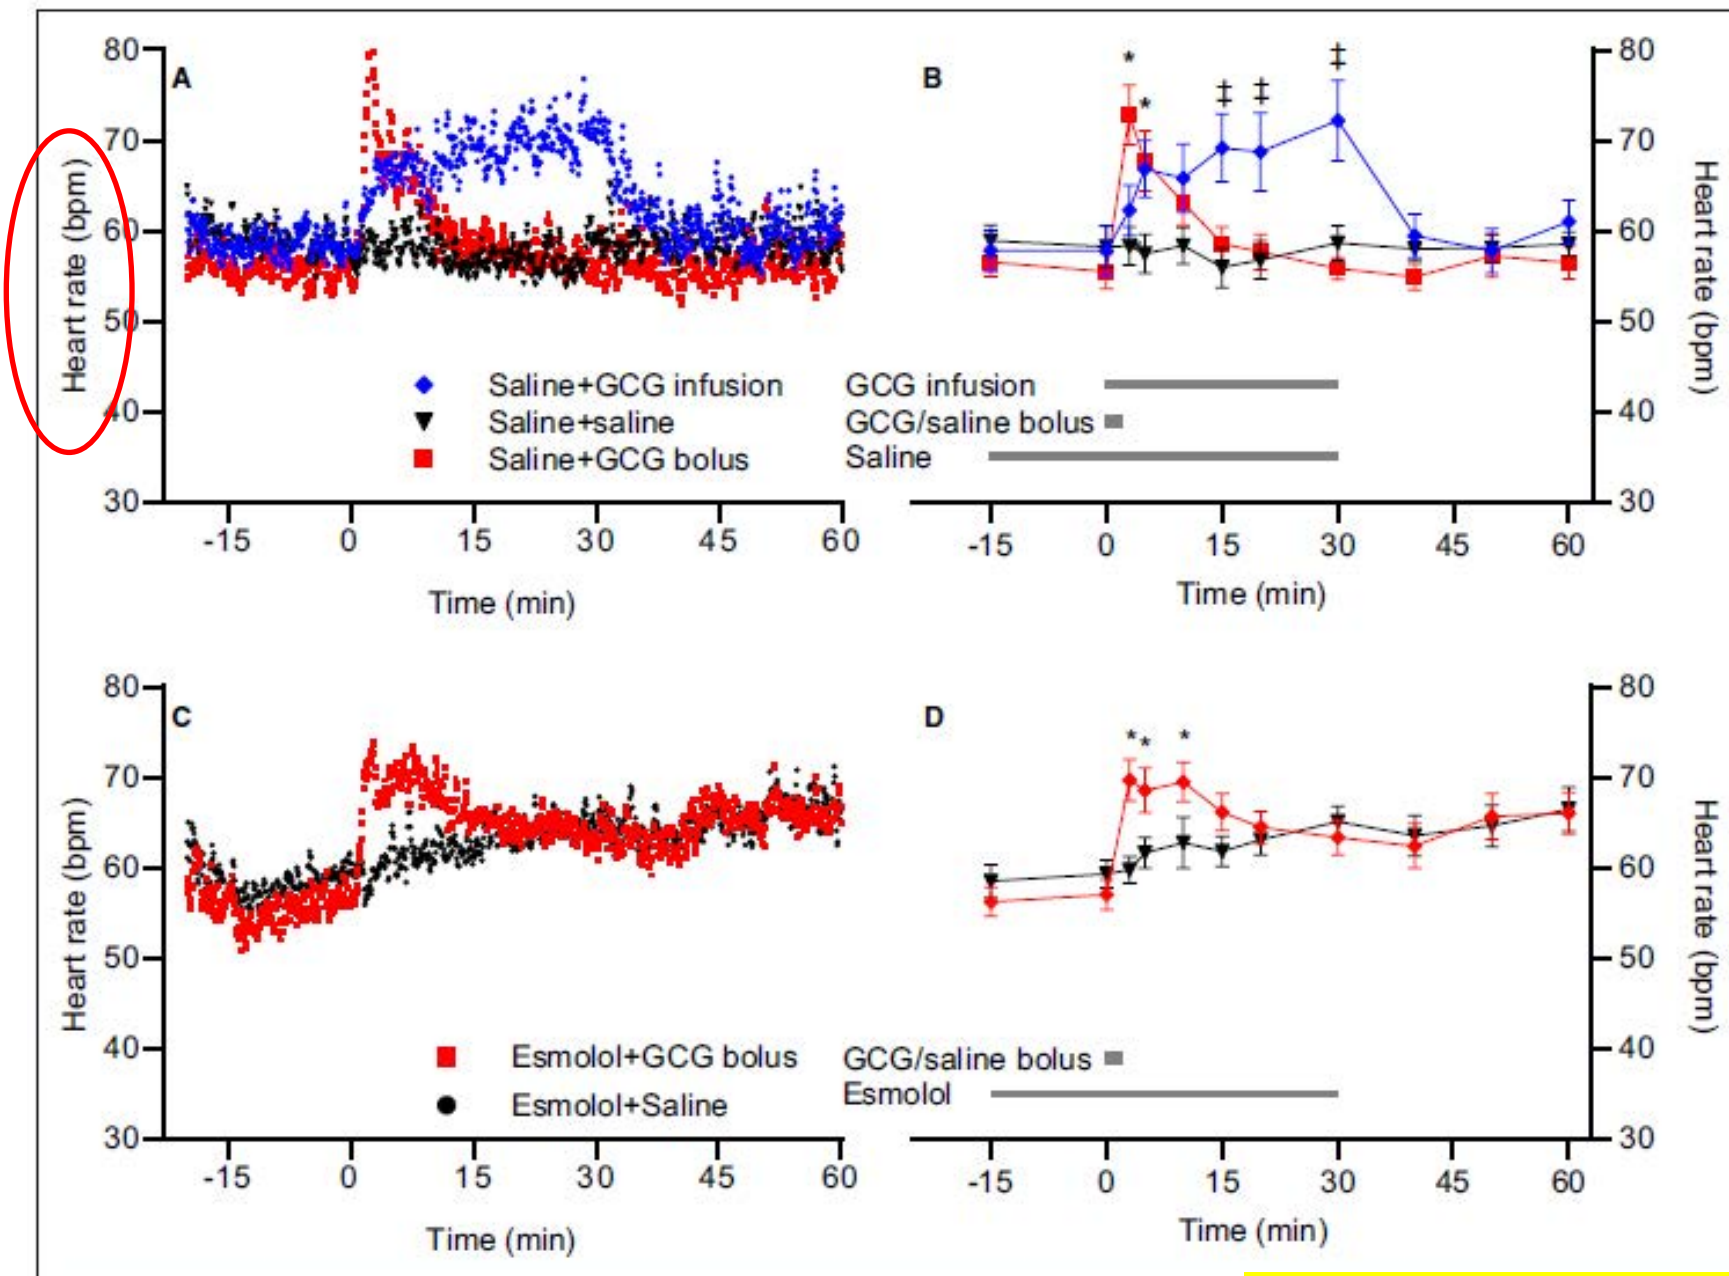 A
80
70
60
50
40
30
Heart rate (bpm)
-15 0 15 30 45 60
Time (min)
Saline+GCG infusion
Saline+saline
Saline+GCG bolus
B
* * ‡ ‡ ‡
80
70
60
50
40
30
Heart rate (bpm)
GCG infusion
GCG/saline bolus
Saline
-15 0 15 30 45 60
Time (min)
C
80
70
60
50
40
30
Heart rate (bpm)
Esmolol+GCG bolus
Esmolol+Saline
-15 0 15 30 45 60
Time (min)
D
* * *
80
70
60
50
40
30
Heart rate (bpm)
GCG/saline bolus
Esmolol
-15 0 15 30 45 60
Time (min)